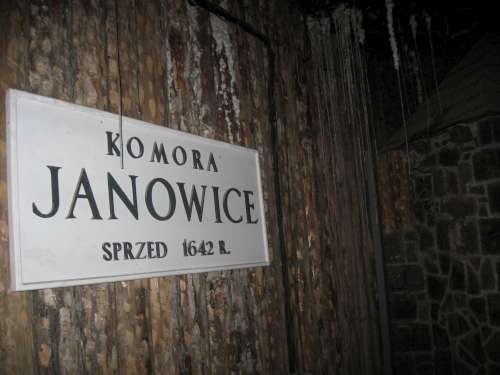 KOMORA
JANOWICE
SPRZED 1642 R.